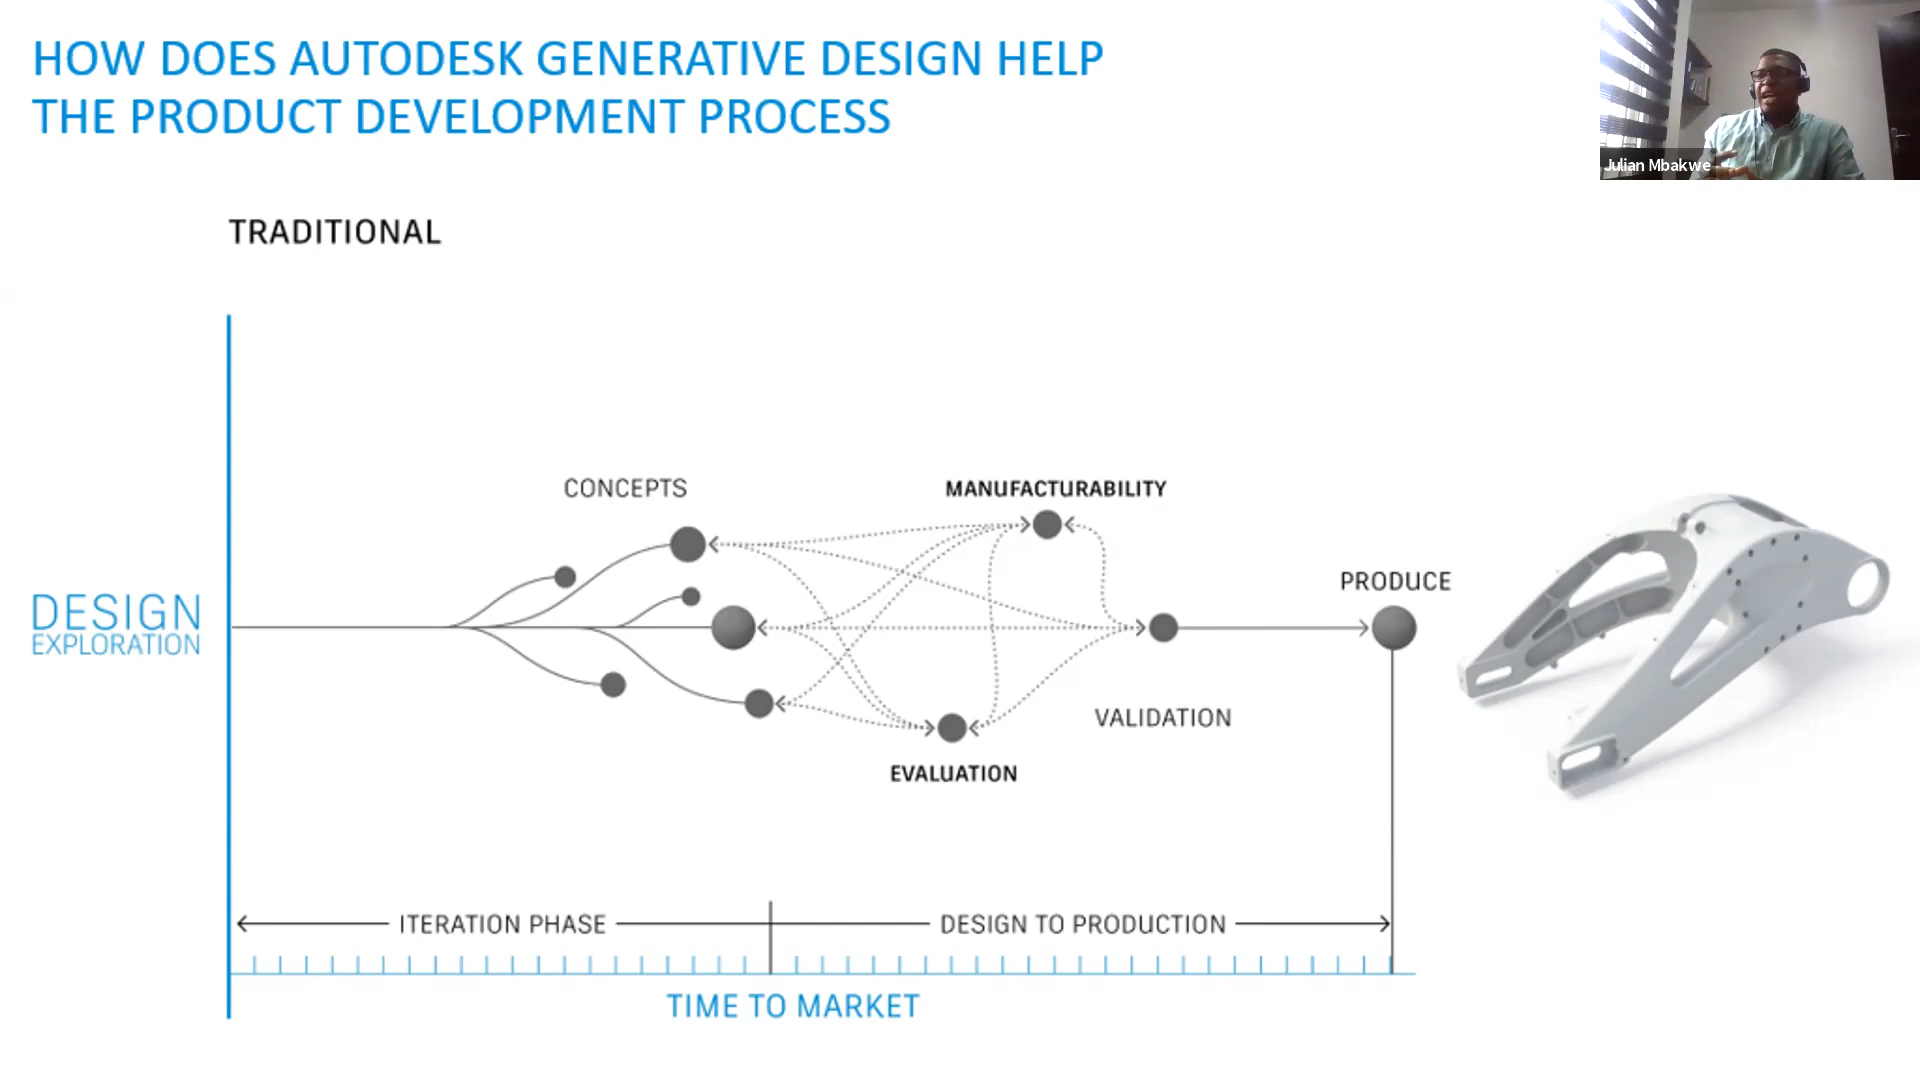 HOW DOES AUTODESK GENERATIVE DESIGN HELP
THE PRODUCT DEVELOPMENT PROCESS
Julian Mbakwe
TRADITIONAL
CONCEPTS
MANUFACTURABILITY
PRODUCE
DESIGN
EXPLORATION
VALIDATION
EVALUATION
ITERATION PHASE
DESIGN TO PRODUCTION
TIME TO MARKET